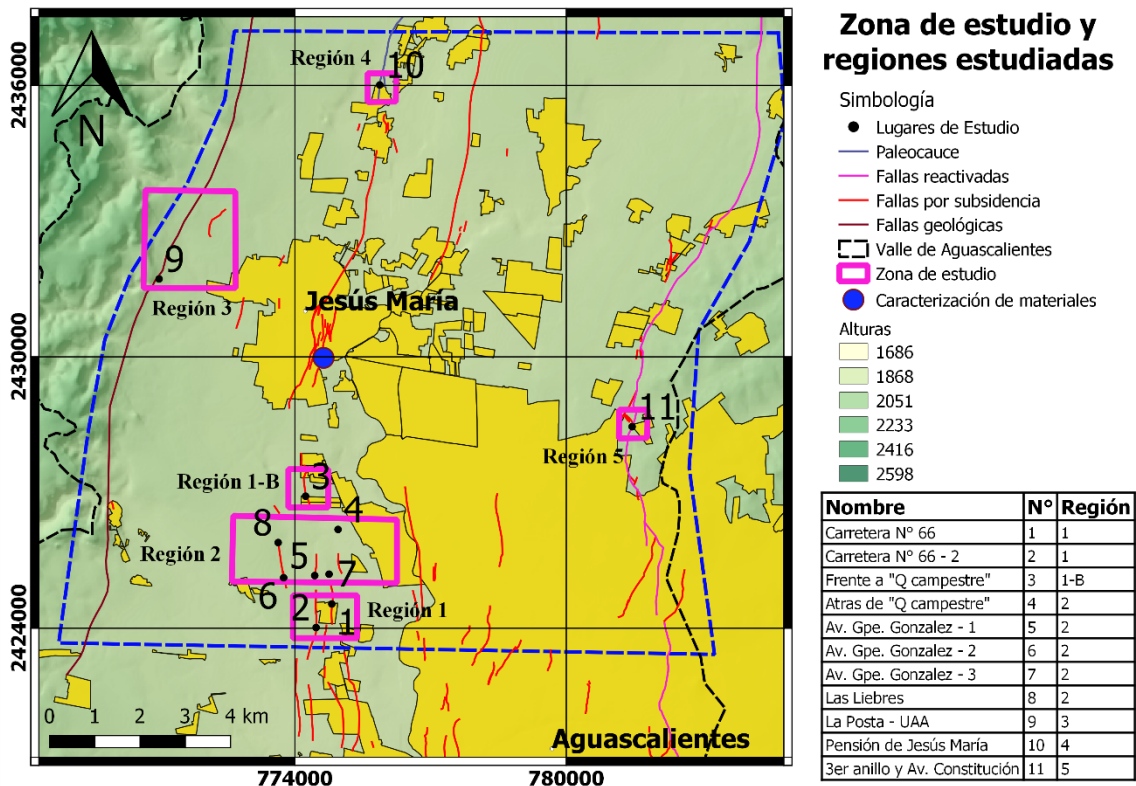 Zona de estudio y
regiones estudiadas
Simbología
Lugares de Estudio
Paleocauce
Fallas reactivadas
Fallas por subsidencia
Fallas geológicas
Valle de Aguascalientes
Zona de estudio
Caracterización de materiales
Alturas
1686
1868
2051
2233
2416
2598
Nombre N° Región
Carretera N° 66 1 1
Carretera N° 66 - 2 2 1
Frente a "Q campestre" 3 1-B
Atras de "Q campestre" 4 2
Av. Gpe. Gonzalez - 1 5 2
Av. Gpe. Gonzalez - 2 6 2
Av. Gpe. Gonzalez - 3 7 2
Las Liebres 8 2
La Posta - UAA 9 3
Pensión de Jesús María 10 4
3er anillo y Av. Constitución 11 5
N
Región 4
10
2436000
9
Región 3
Jesús María
2430000
11
Región 5
Región 1-B
3
4
8
Región 2
5
7
6
2
1
Región 1
2424000
0 1 2 3 4 km
Aguascalientes
774000
780000